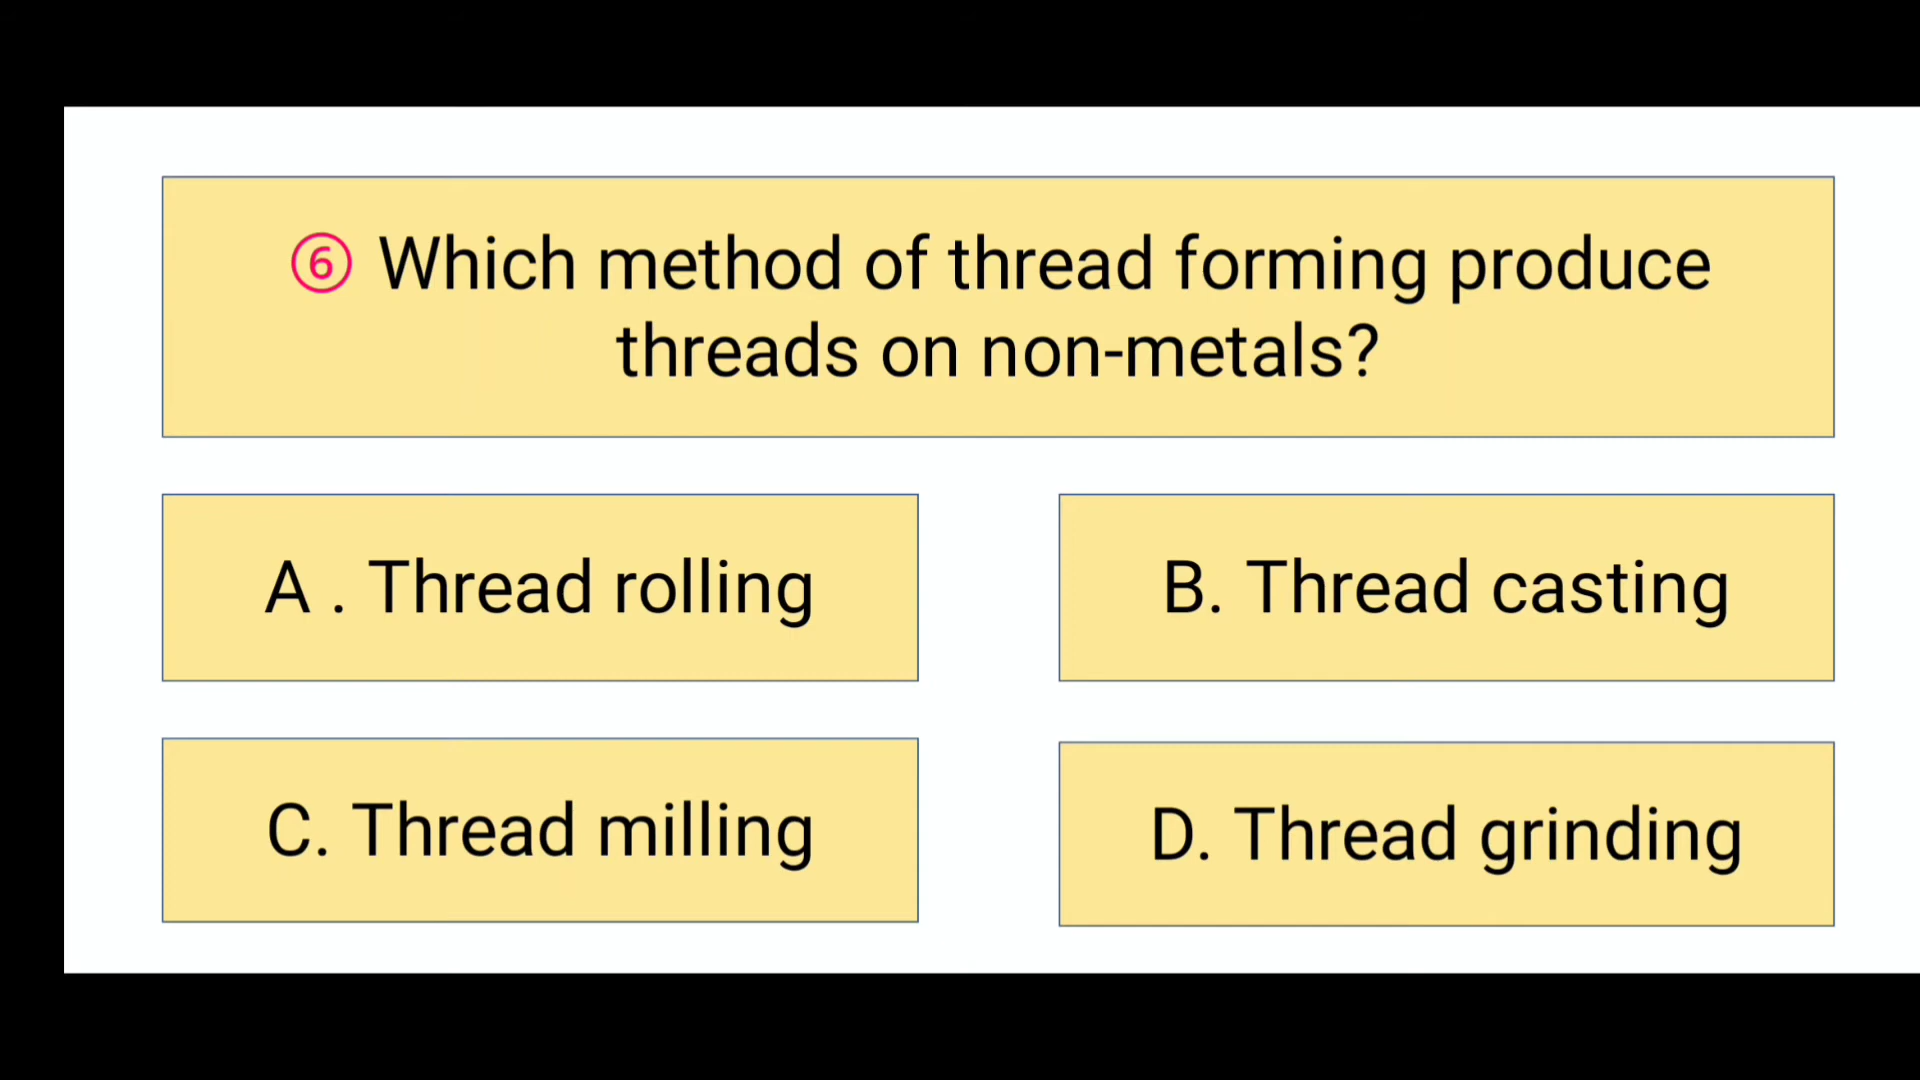 ⑥ Which method of thread forming produce
threads on non-metals?
A . Thread rolling
B. Thread casting
C. Thread milling
D. Thread grinding